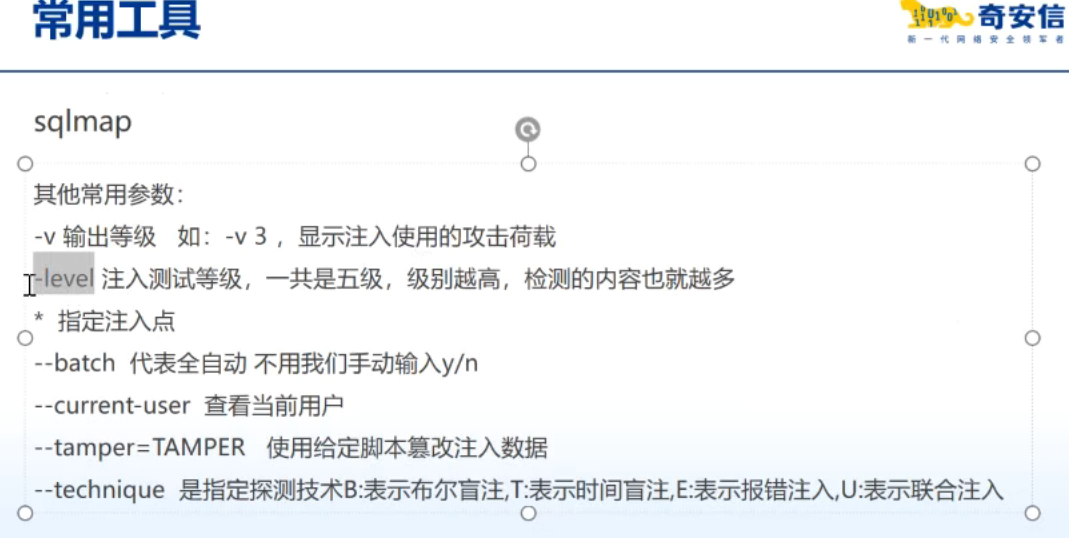 常用工具
奇安信
新一代网络安全领军者
sqlmap
其他常用参数：
-v 输出等级 如：-v 3 ，显示注入使用的攻击荷载
-level 注入测试等级，一共是五级，级别越高，检测的内容也就越多
* 指定注入点
--batch 代表全自动 不用我们手动输入y/n
--current-user 查看当前用户
--tamper=TAMPER 使用给定脚本篡改注入数据
--technique 是指定探测技术B:表示布尔盲注,T:表示时间盲注,E:表示报错注入,U:表示联合注入